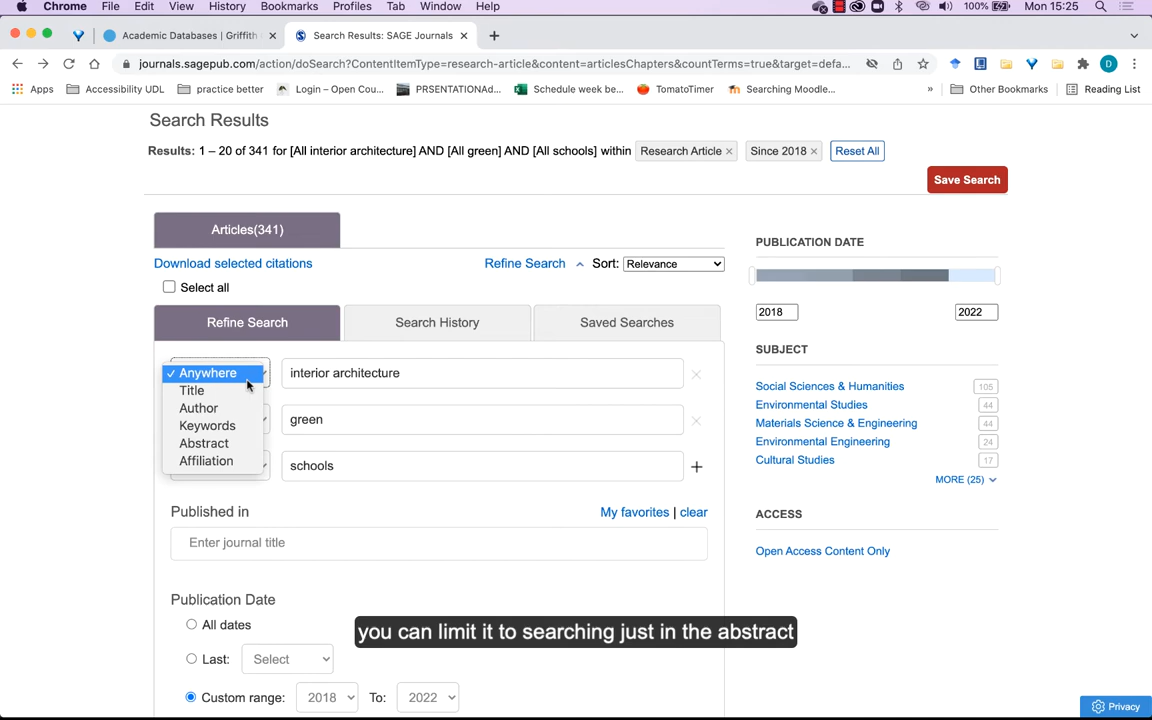 Chrome File Edit View History Bookmarks Profiles Tab Window Help 100% Mon 15:25
Academic Databases | Griffith × Search Results: SAGE Journals × +
journals.sagepub.com/action/doSearch?ContentItemType=research-article&content=articlesChapters&countTerms=true&target=defa... D
Apps Accessibility UDL practice better Login – Open Cou... PRSENTATIONAd... Schedule week be... TomatoTimer Searching Moodle... » Other Bookmarks Reading List
Search Results
Results: 1 – 20 of 341 for [All interior architecture] AND [All green] AND [All schools] within Research Article × Since 2018 × Reset All
Save Search
Articles(341)
Download selected citations Refine Search Sort: Relevance
Select all
Refine Search Search History Saved Searches
✓ Anywhere interior architecture
Title
Author
Keywords green
Abstract
Affiliation schools
Published in My favorites | clear
Enter journal title
Publication Date
All dates
Last: Select
Custom range: 2018 To: 2022
PUBLICATION DATE
2018 2022
SUBJECT
Social Sciences & Humanities 105
Environmental Studies 44
Materials Science & Engineering 44
Environmental Engineering 24
Cultural Studies 17
MORE (25)
ACCESS
Open Access Content Only
you can limit it to searching just in the abstract
Privacy